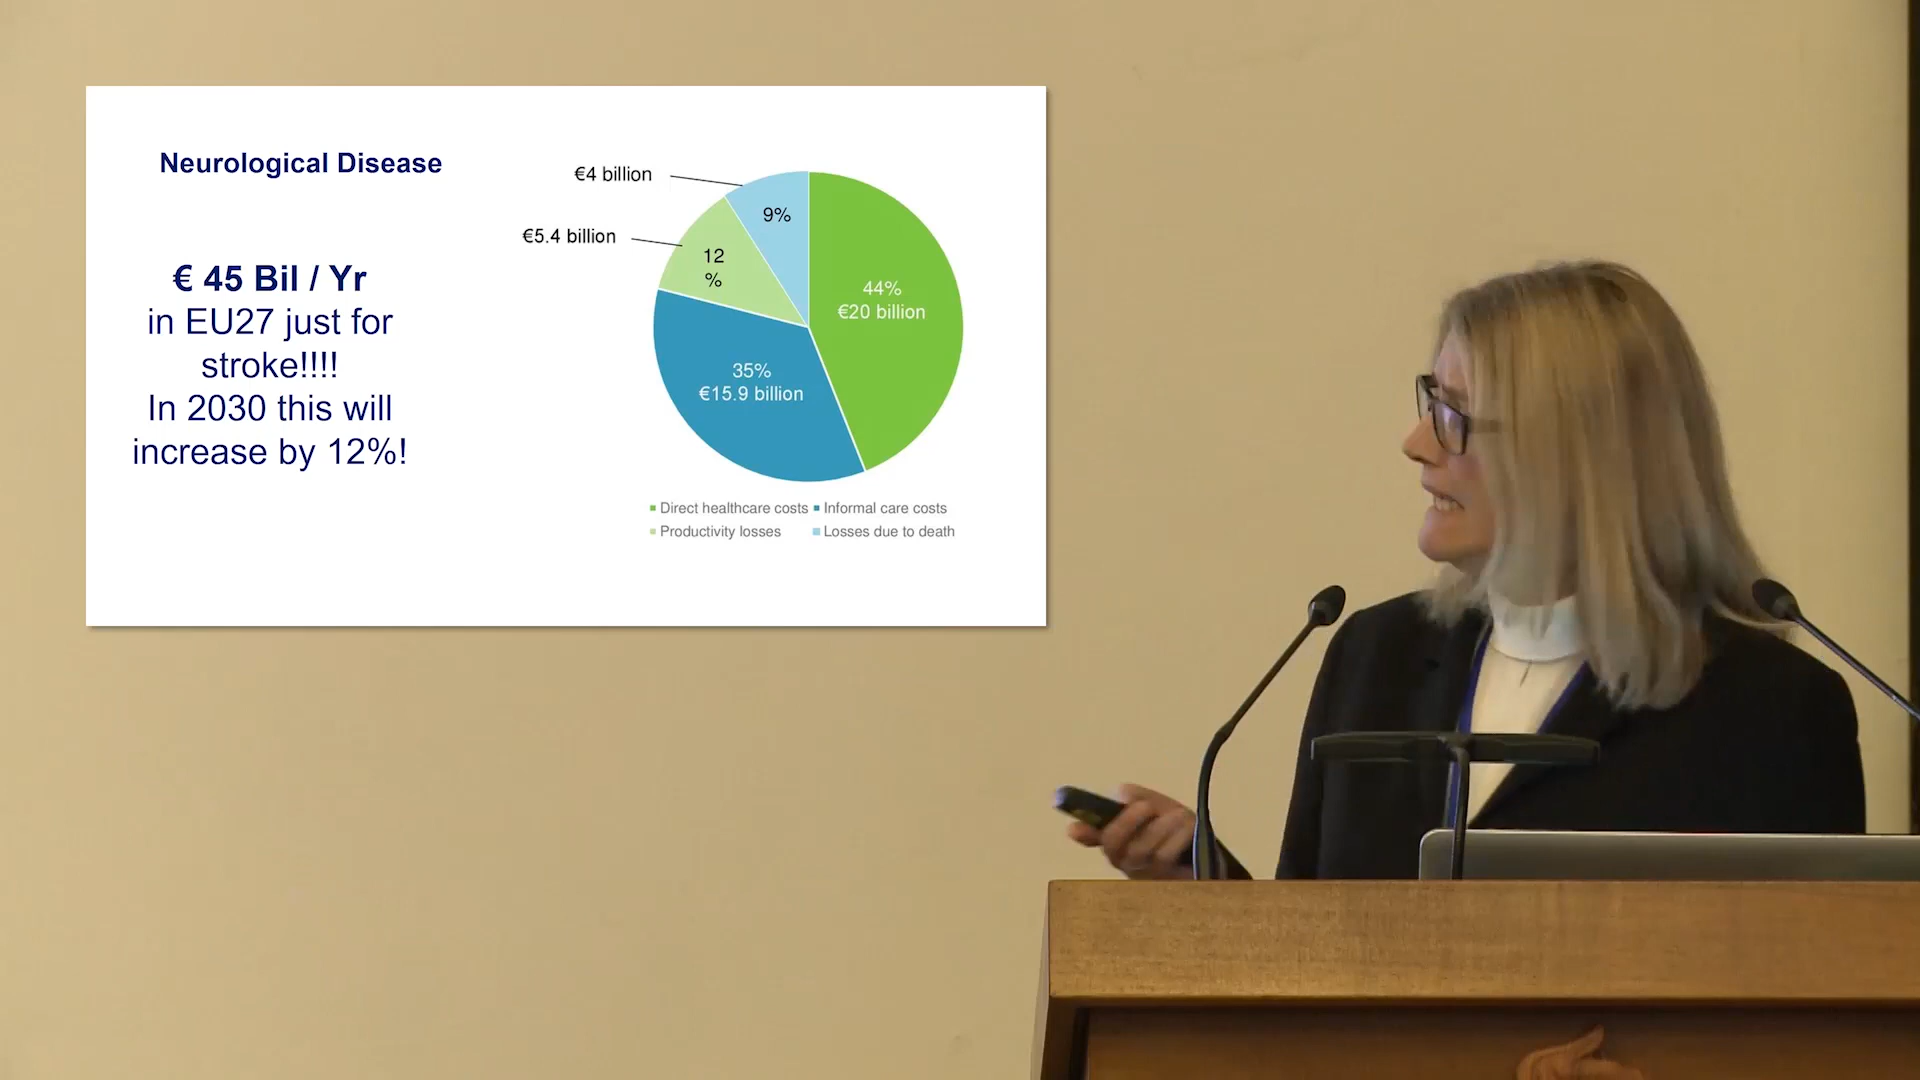 Neurological Disease
€ 45 Bil / Yr
in EU27 just for
stroke!!!!
In 2030 this will
increase by 12%!
€4 billion
9%
€5.4 billion
12
%
44%
€20 billion
35%
€15.9 billion
Direct healthcare costs Informal care costs
Productivity losses Losses due to death